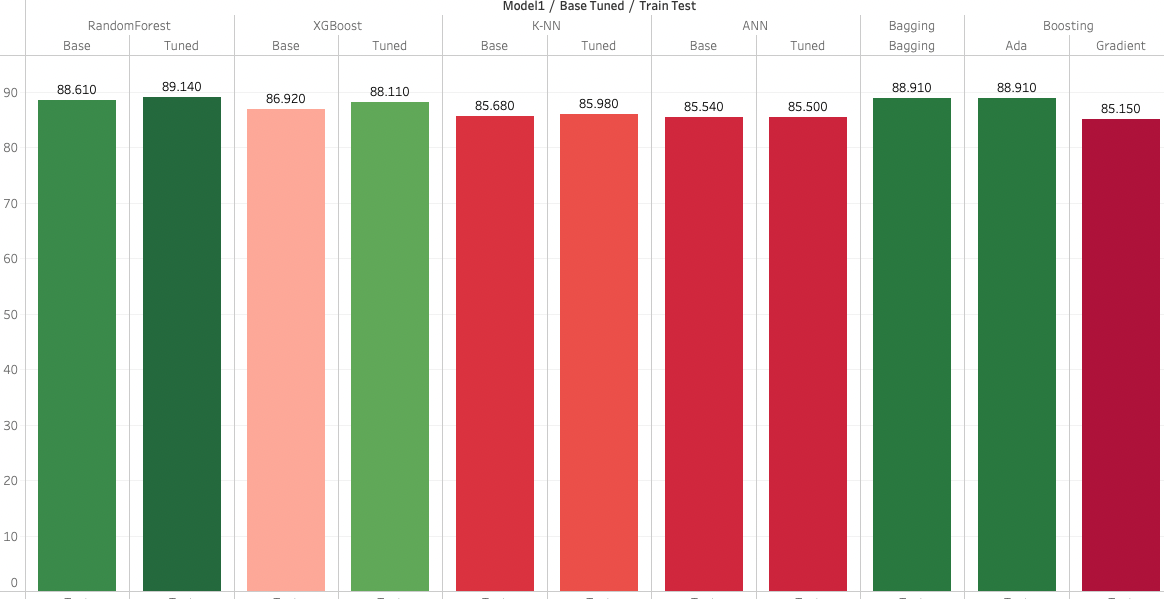 Model1 / Base Tuned / Train Test
RandomForest XGBoost K-NN ANN Bagging Boosting
Base Tuned Base Tuned Base Tuned Base Tuned Bagging Ada Gradient
88.610 89.140 86.920 88.110 85.680 85.980 85.540 85.500 88.910 88.910 85.150
90
80
70
60
50
40
30
20
10
0